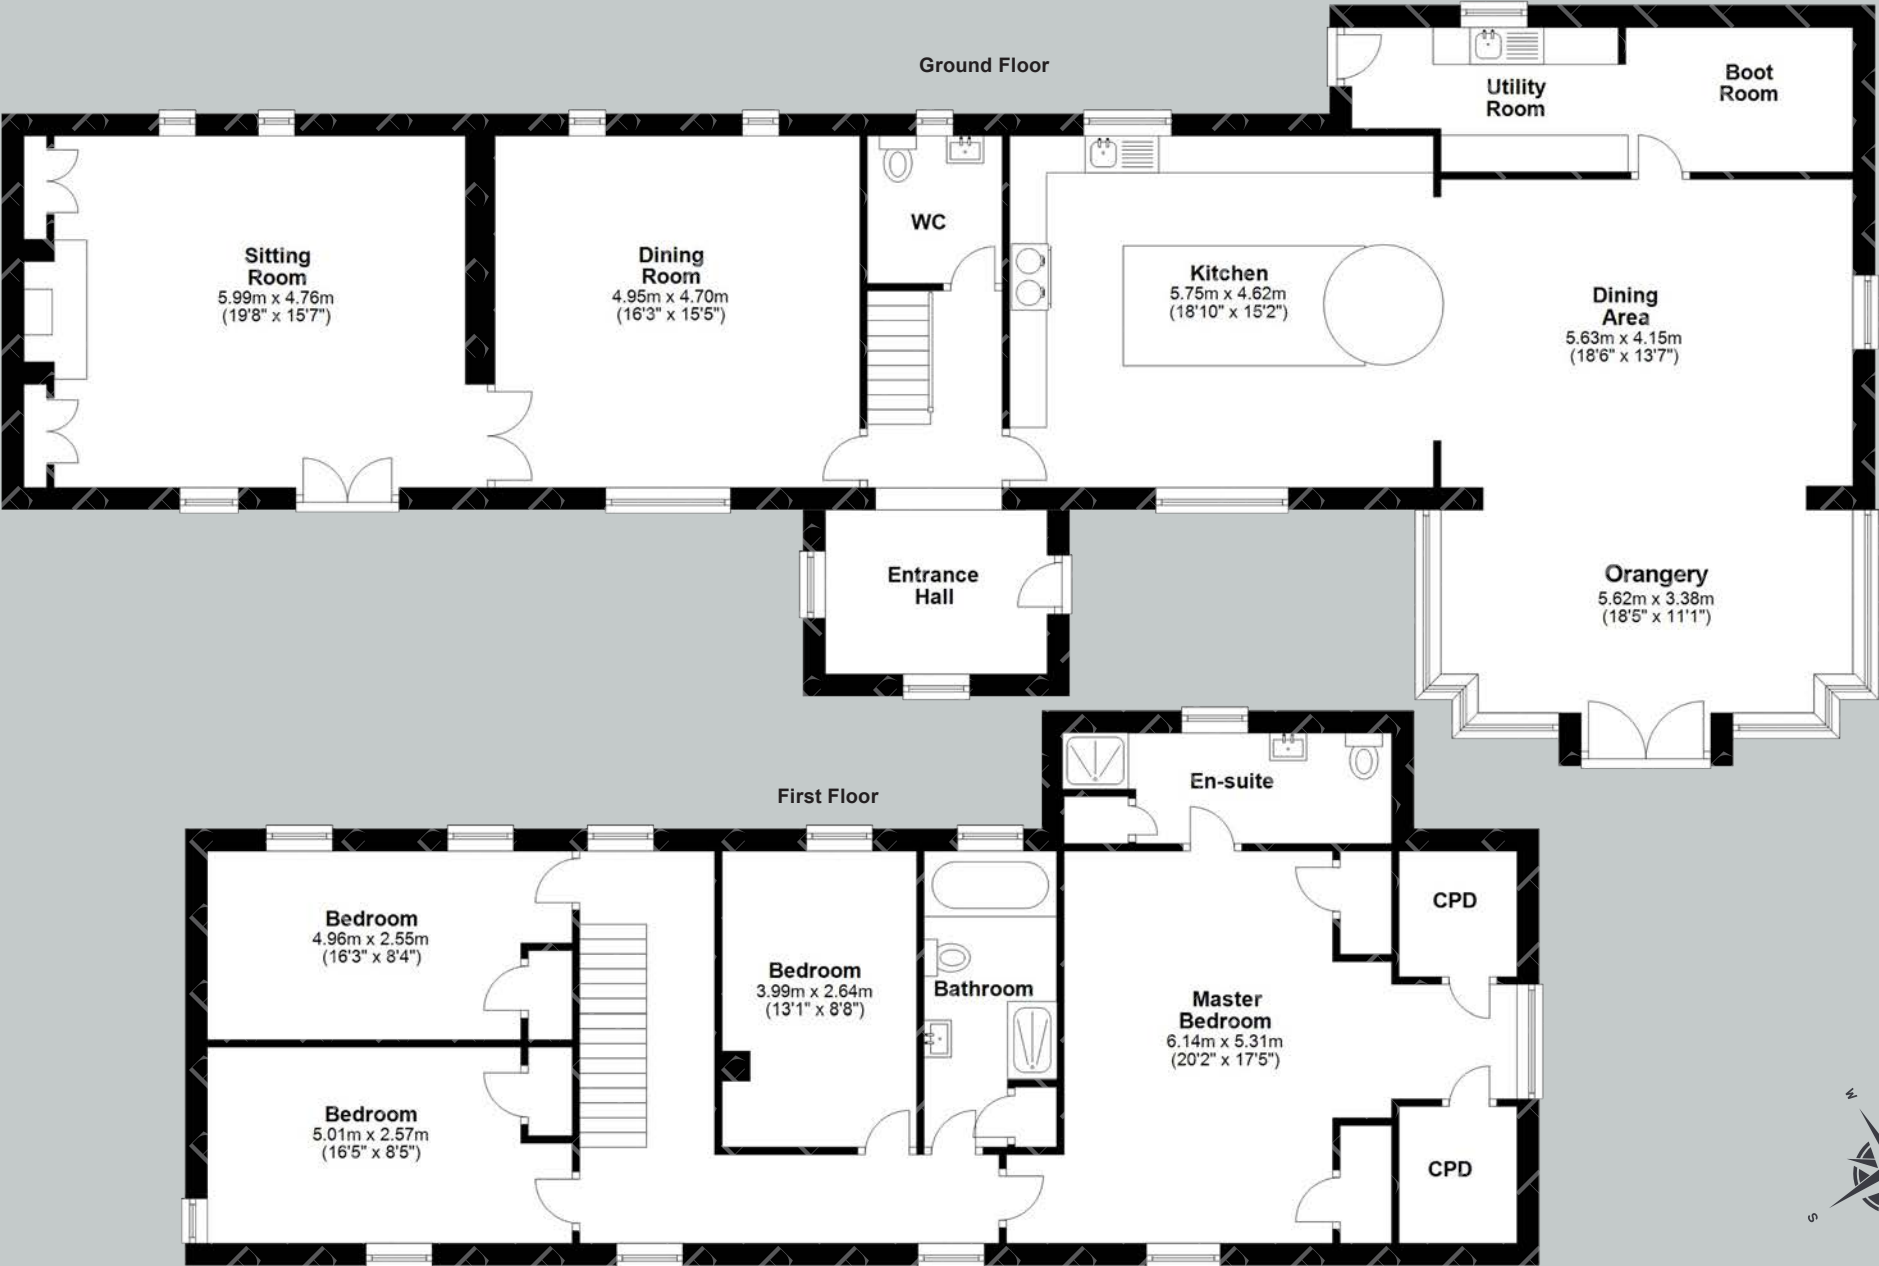 Ground Floor
Utility
Room
Boot
Room
Sitting
Room
5.99m x 4.76m
(19'8" x 15'7")
Dining
Room
4.95m x 4.70m
(16'3" x 15'5")
WC
Kitchen
5.75m x 4.62m
(18'10" x 15'2")
Dining
Area
5.63m x 4.15m
(18'6" x 13'7")
Entrance
Hall
Orangery
5.62m x 3.38m
(18'5" x 11'1")
First Floor
En-suite
Bedroom
4.96m x 2.55m
(16'3" x 8'4")
Bedroom
3.99m x 2.64m
(13'1" x 8'8")
Bathroom
Master
Bedroom
6.14m x 5.31m
(20'2" x 17'5")
CPD
Bedroom
5.01m x 2.57m
(16'5" x 8'5")
CPD
W
S